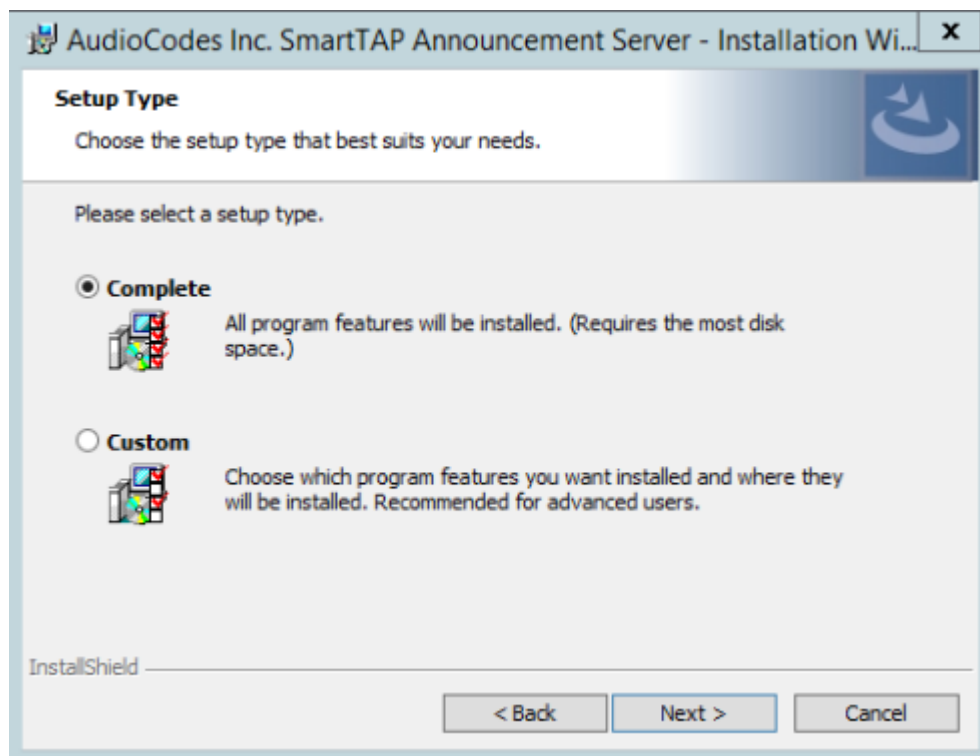 AudioCodes Inc. SmartTAP Announcement Server - Installation Wi... x
Setup Type
Choose the setup type that best suits your needs.
Please select a setup type.
Complete
All program features will be installed. (Requires the most disk
space.)
Custom
Choose which program features you want installed and where they
will be installed. Recommended for advanced users.
InstallShield
< Back Next > Cancel